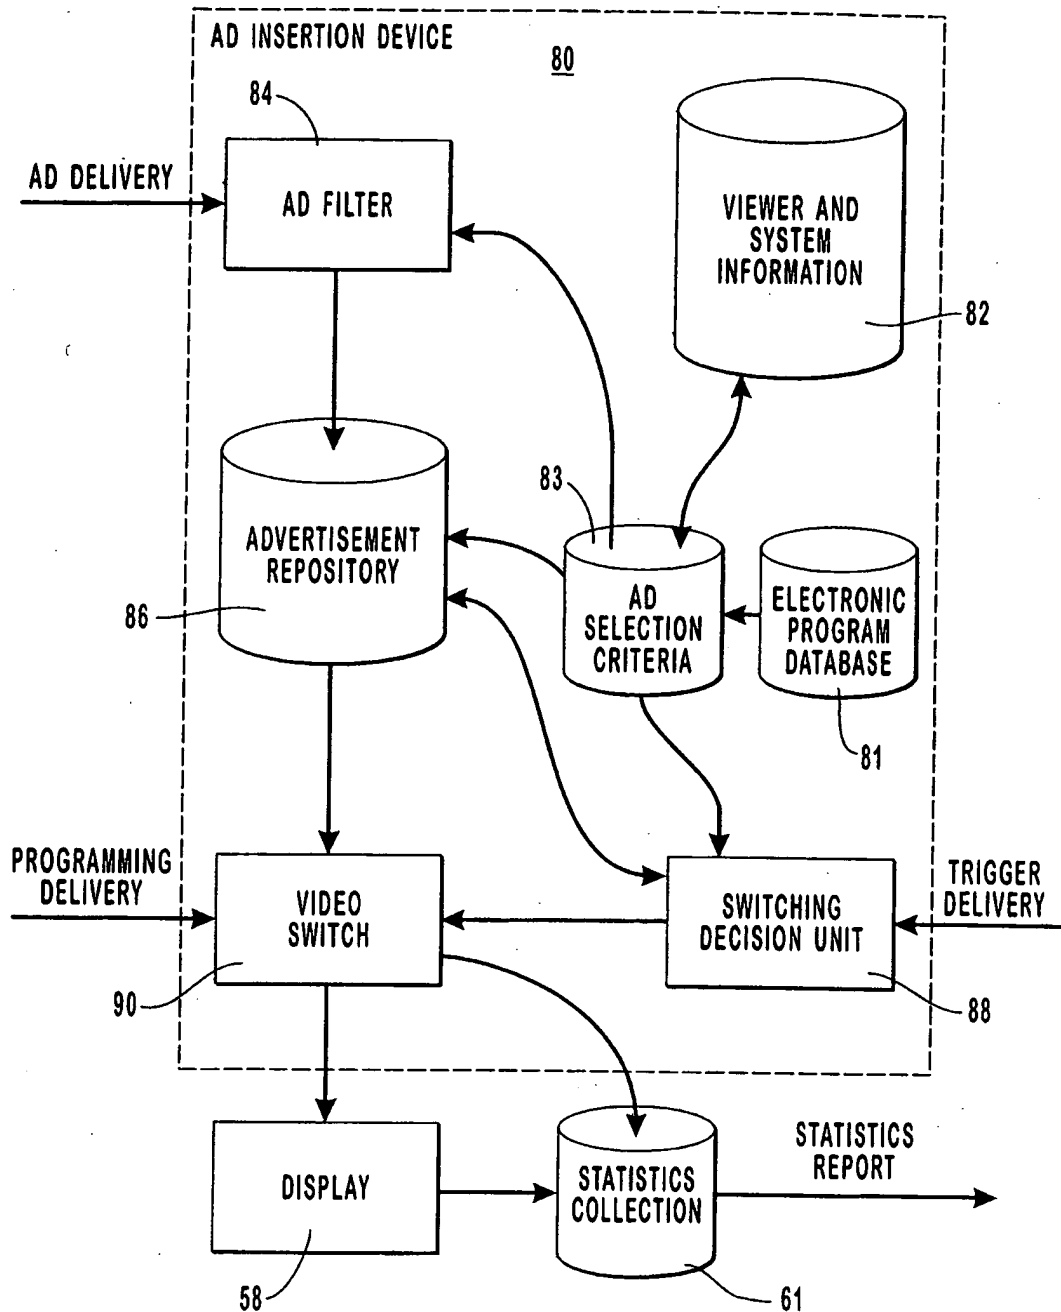 AD INSERTION DEVICE
80
84
AD DELIVERY
AD FILTER
VIEWER AND
SYSTEM
INFORMATION
82
83
ADVERTISEMENT
REPOSITORY
86
AD
SELECTION
CRITERIA
ELECTRONIC
PROGRAM
DATABASE
81
PROGRAMMING
DELIVERY
VIDEO
SWITCH
90
SWITCHING
DECISION UNIT
88
TRIGGER
DELIVERY
DISPLAY
58
STATISTICS
COLLECTION
61
STATISTICS
REPORT